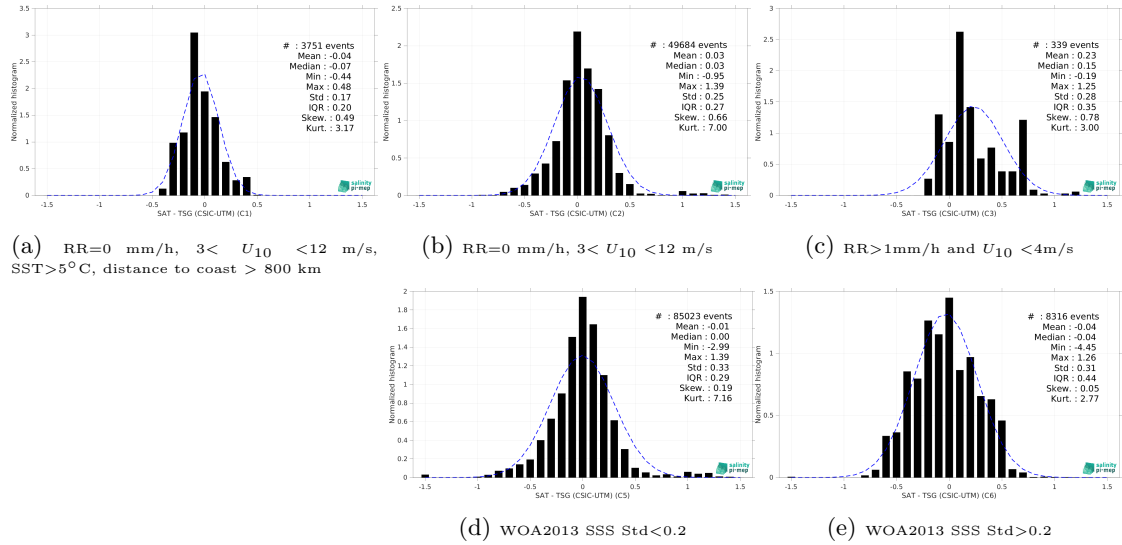 3.5
3
2.5
2
1.5
1
0.5
0
Normalized histogram
# : 3751 events
Mean : -0.04
Median : -0.07
Min : -0.44
Max : 0.48
Std : 0.17
IQR : 0.20
Skew. : 0.49
Kurt. : 3.17
salinity
pi-mep
-1.5 -1 -0.5 0 0.5 1 1.5
SAT - TSG (CSIC-UTM) (C1)
(a) RR=0 mm/h, 3< U10 <12 m/s,
SST>5°C, distance to coast > 800 km
2.5
2
1.5
1
0.5
0
Normalized histogram
# : 49684 events
Mean : 0.03
Median : 0.03
Min : -0.95
Max : 1.39
Std : 0.25
IQR : 0.27
Skew. : 0.66
Kurt. : 7.00
salinity
pi-mep
-1.5 -1 -0.5 0 0.5 1 1.5
SAT - TSG (CSIC-UTM) (C2)
(b) RR=0 mm/h, 3< U10 <12 m/s
3
2.5
2
1.5
1
0.5
0
Normalized histogram
# : 339 events
Mean : 0.23
Median : 0.15
Min : -0.19
Max : 1.25
Std : 0.28
IQR : 0.35
Skew. : 0.78
Kurt. : 3.00
salinity
pi-mep
-1.5 -1 -0.5 0 0.5 1 1.5
SAT - TSG (CSIC-UTM) (C3)
(c) RR>1mm/h and U10 <4m/s
2
1.8
1.6
1.4
1.2
1
0.8
0.6
0.4
0.2
0
Normalized histogram
# : 85023 events
Mean : -0.01
Median : 0.00
Min : -2.99
Max : 1.39
Std : 0.33
IQR : 0.29
Skew. : 0.19
Kurt. : 7.16
salinity
pi-mep
-1.5 -1 -0.5 0 0.5 1 1.5
SAT - TSG (CSIC-UTM) (C5)
(d) WOA2013 SSS Std<0.2
1.5
1
0.5
0
Normalized histogram
# : 8316 events
Mean : -0.04
Median : -0.04
Min : -4.45
Max : 1.26
Std : 0.31
IQR : 0.44
Skew. : 0.05
Kurt. : 2.77
salinity
pi-mep
-1.5 -1 -0.5 0 0.5 1 1.5
SAT - TSG (CSIC-UTM) (C6)
(e) WOA2013 SSS Std>0.2